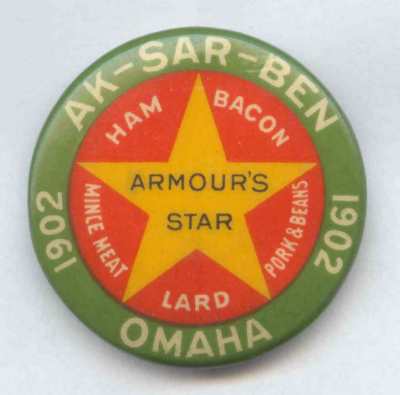 AK-SAR-BEN
1902
1902
OMAHA
HAM
BACON
MINCE MEAT
PORK & BEANS
LARD
ARMOUR'S
STAR